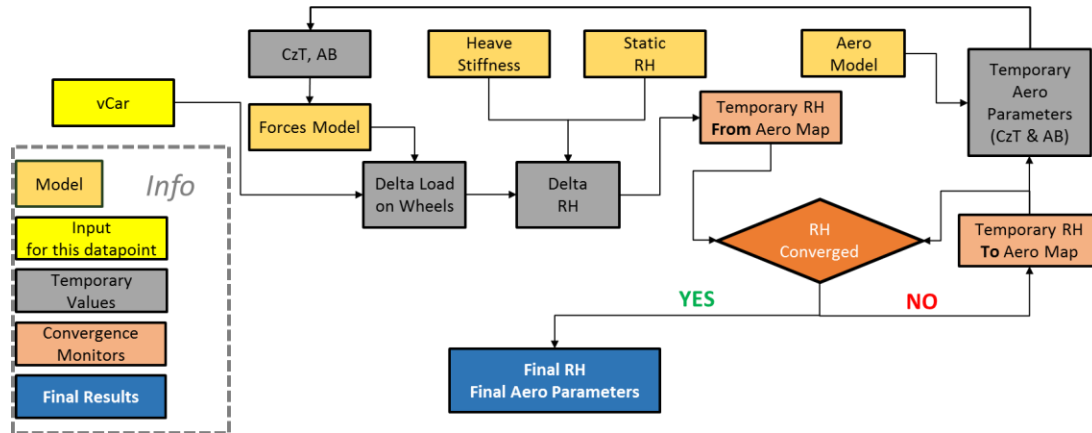 CzT, AB
Heave
Stiffness
Static
RH
Aero
Model
Temporary
Aero
Parameters
(CzT & AB)
vCar
Forces Model
Temporary RH
From Aero Map
Info
Model
Input
for this datapoint
Temporary
Values
Convergence
Monitors
Final Results
Delta Load
on Wheels
Delta
RH
RH
Converged
Temporary RH
To Aero Map
YES
NO
Final RH
Final Aero Parameters